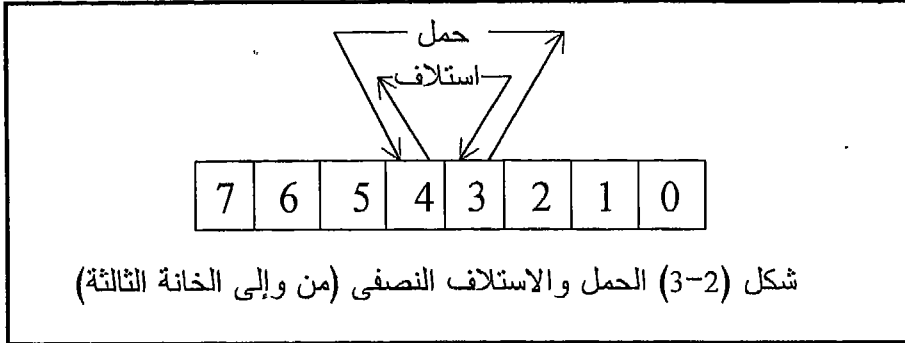 حمل
استلاف
7 6 5 4 3 2 1 0
شكل (2-3) الحمل والاستلاف النصفى (من وإلى الخانة الثالثة)